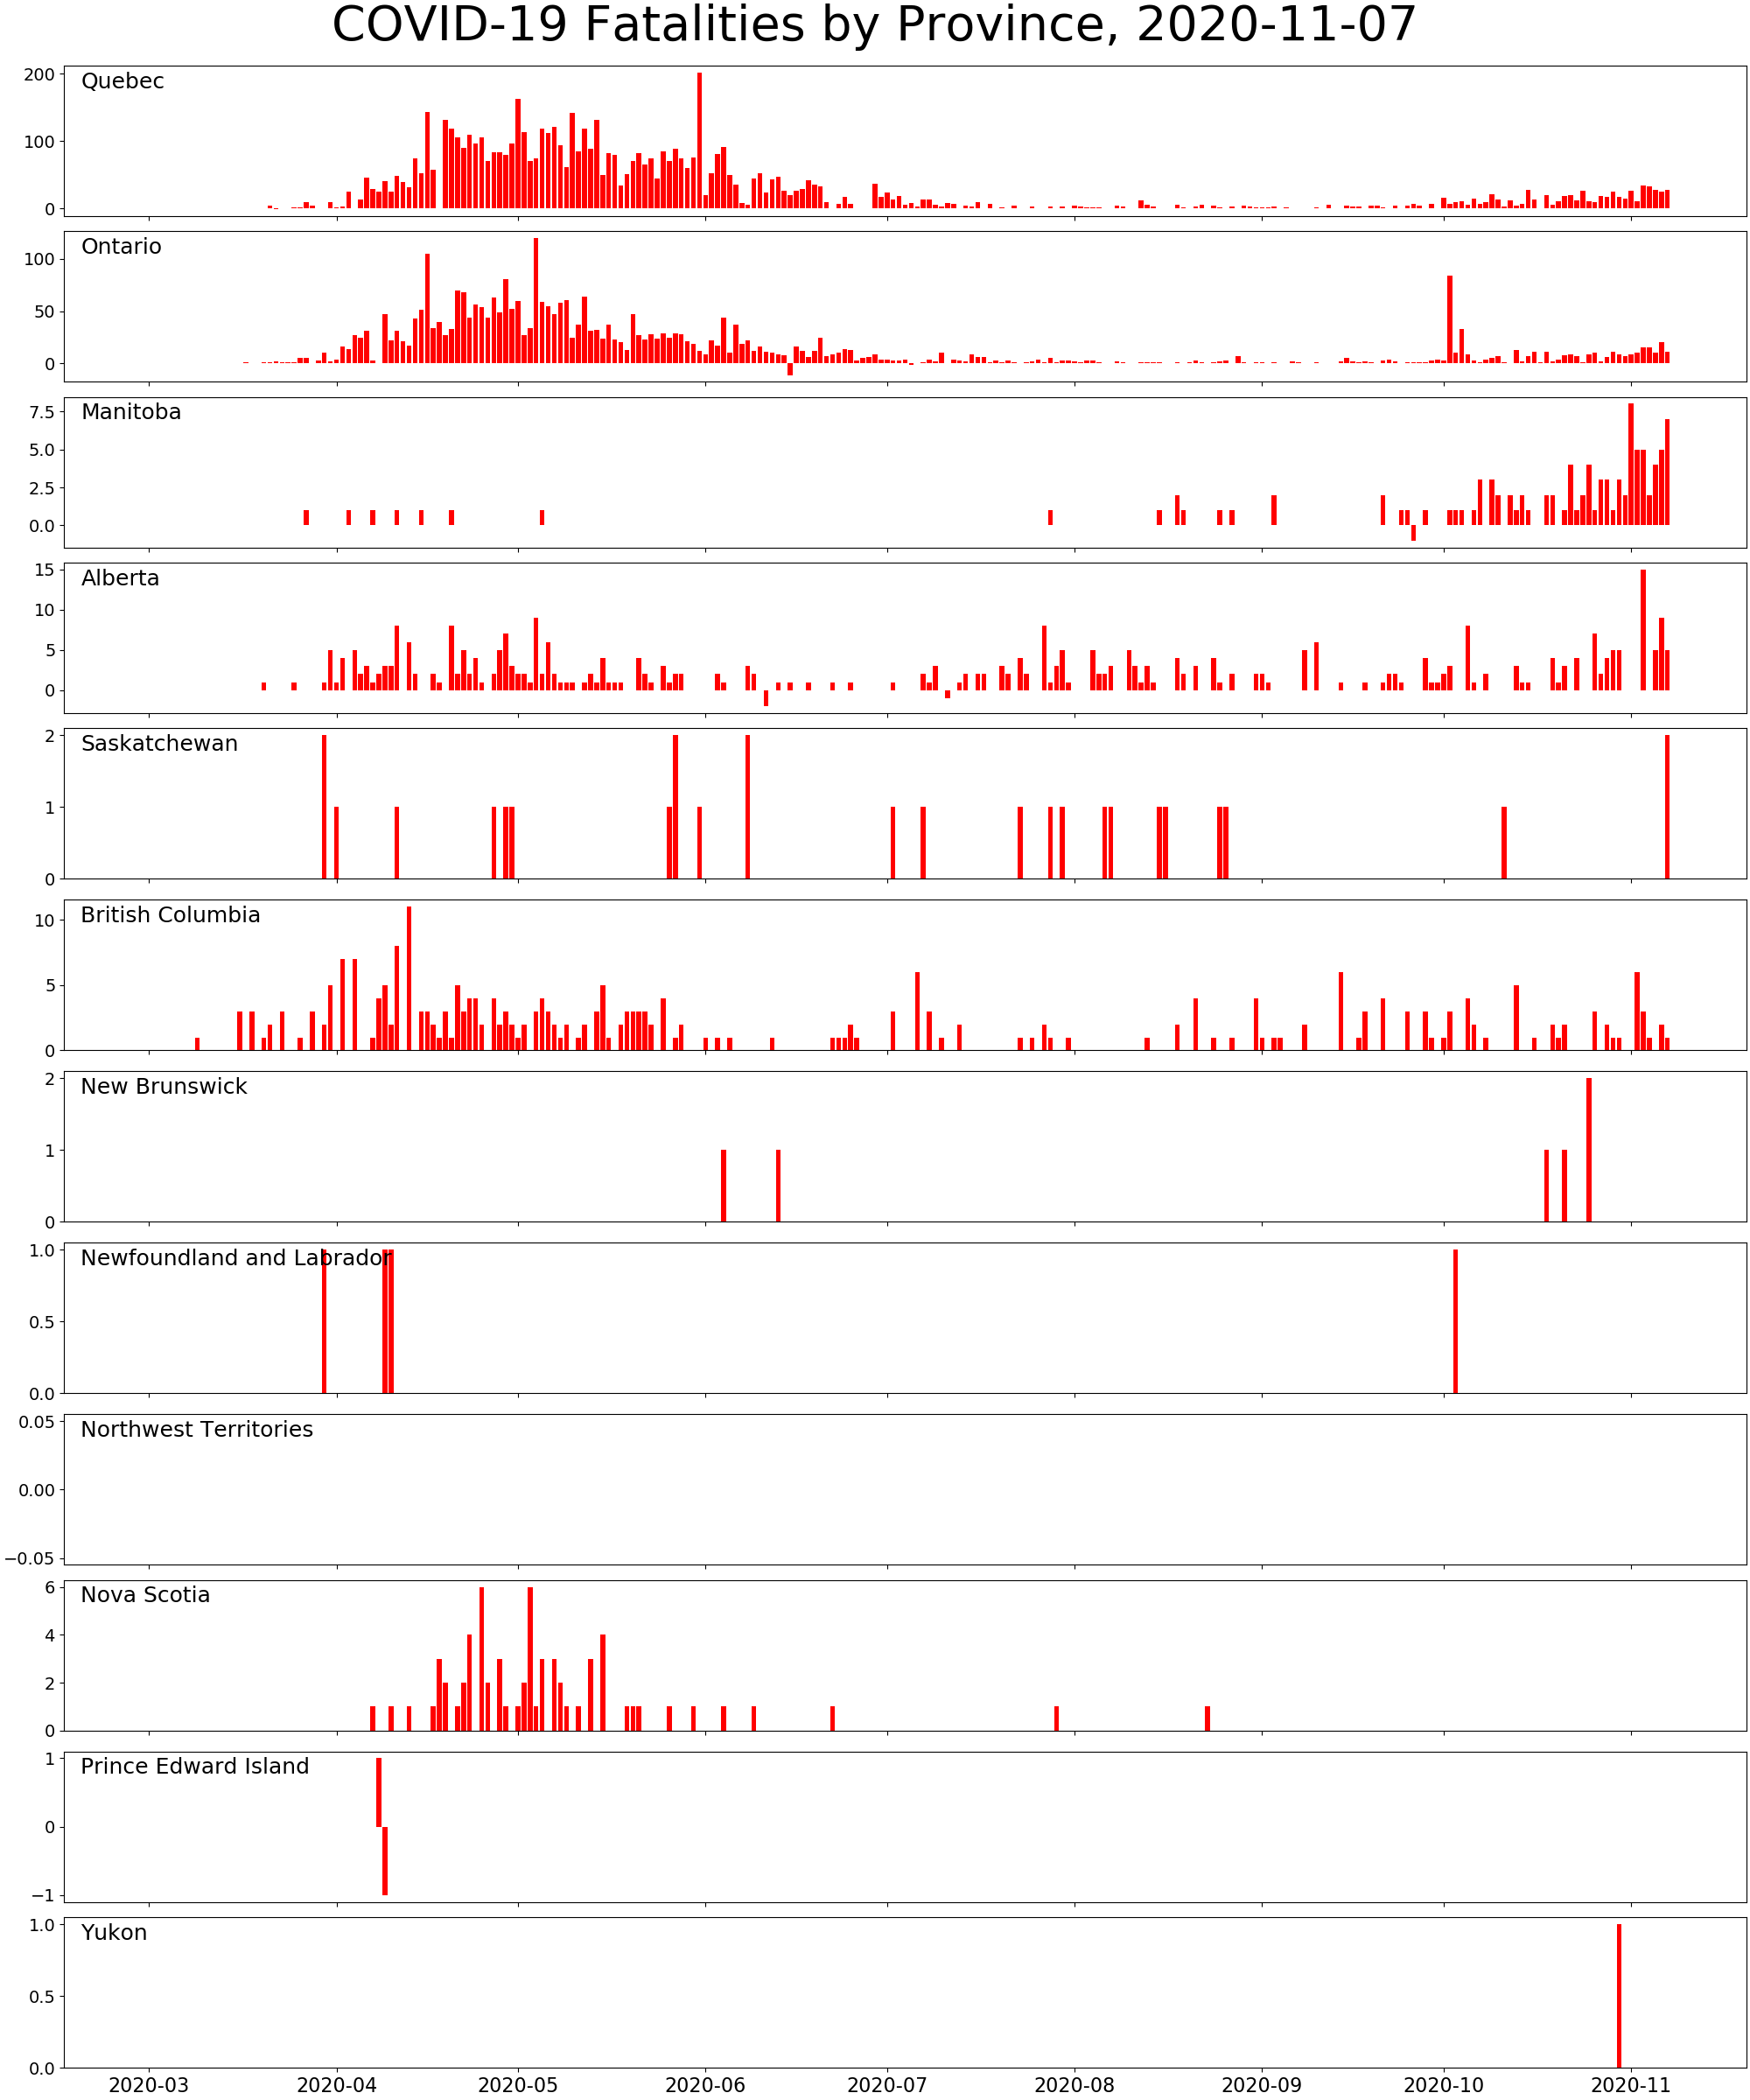 COVID-19 Fatalities by Province, 2020-11-07
Quebec
200
100
0
Ontario
100
50
0
Manitoba
7.5
5.0
2.5
0.0
Alberta
15
10
5
0
Saskatchewan
2
1
0
British Columbia
10
5
0
New Brunswick
2
1
0
Newfoundland and Labrador
1.0
0.5
0.0
Northwest Territories
0.05
0.00
−0.05
Nova Scotia
6
4
2
0
Prince Edward Island
1
0
−1
Yukon
1.0
0.5
0.0
2020-03 2020-04 2020-05 2020-06 2020-07 2020-08 2020-09 2020-10 2020-11